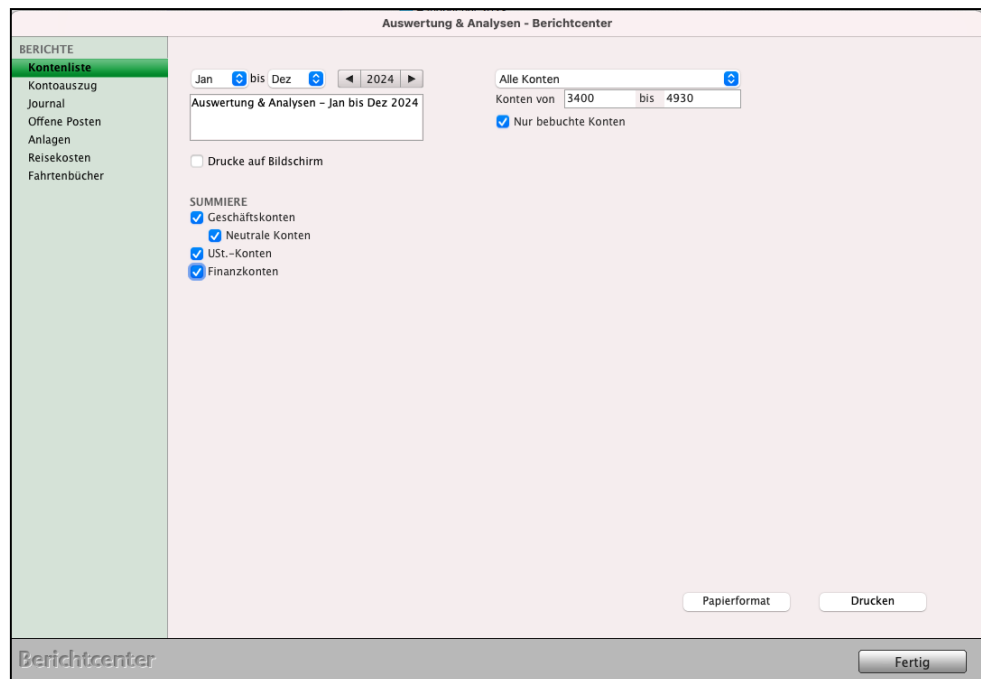 Auswertung & Analysen - Berichtcenter
BERICHTE
Kontenliste
Kontoauszug
Journal
Offene Posten
Anlagen
Reisekosten
Fahrtenbücher
Jan bis Dez 2024
Auswertung & Analysen - Jan bis Dez 2024
Drucke auf Bildschirm
SUMMIERE
Geschäftskonten
Neutrale Konten
USt.-Konten
Finanzkonten
Alle Konten
Konten von 3400 bis 4930
Nur bebuchte Konten
Papierformat Drucken
Berichtcenter Fertig